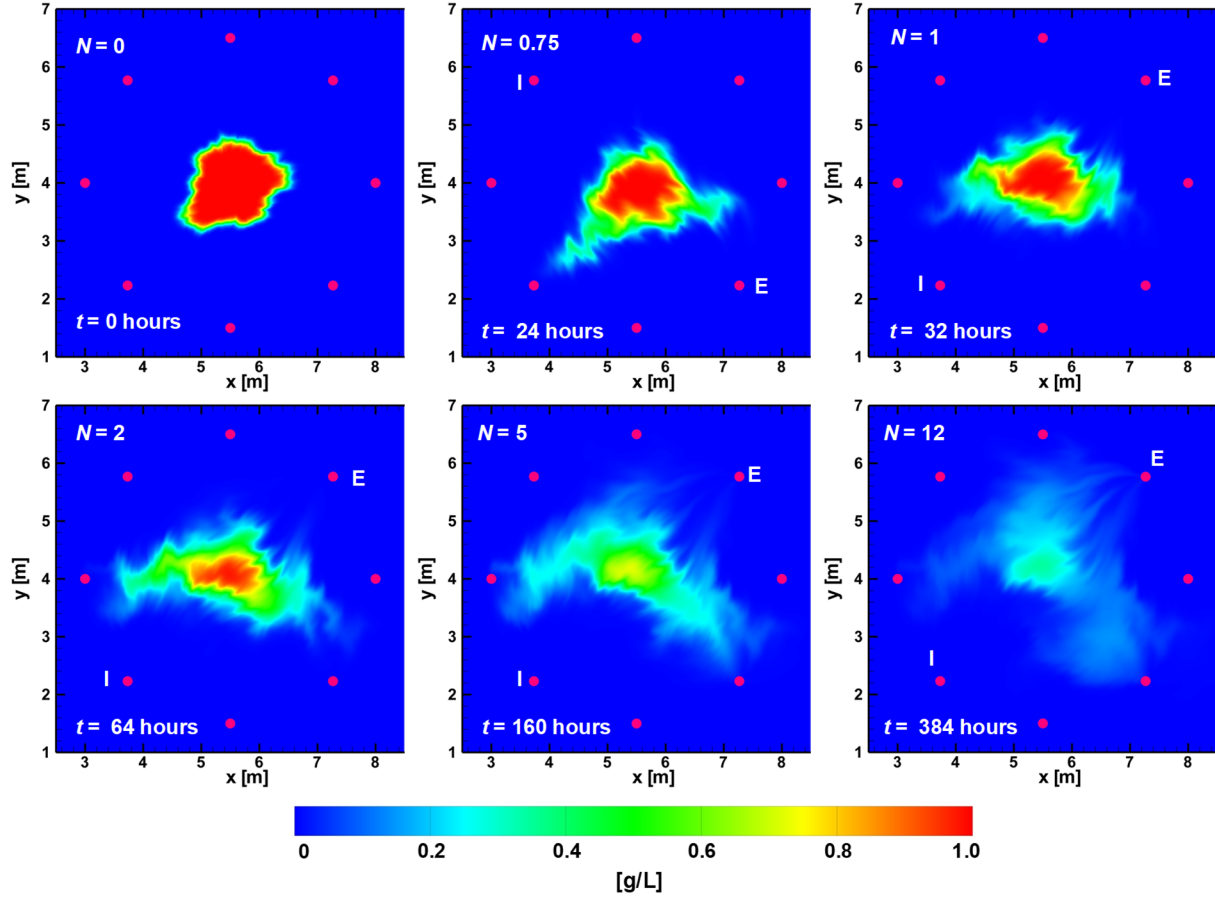 7
6
5
4
3
2
1
y [m]
N = 0
t = 0 hours
3 4 5 6 7 8
x [m]
7
6
5
4
3
2
1
y [m]
N = 0.75
I
E
t = 24 hours
3 4 5 6 7 8
x [m]
7
6
5
4
3
2
1
y [m]
N = 1
E
I
t = 32 hours
3 4 5 6 7 8
x [m]
7
6
5
4
3
2
1
y [m]
N = 2
E
I
t = 64 hours
3 4 5 6 7 8
x [m]
7
6
5
4
3
2
1
y [m]
N = 5
E
I
t = 160 hours
3 4 5 6 7 8
x [m]
7
6
5
4
3
2
1
y [m]
N = 12
E
I
t = 384 hours
3 4 5 6 7 8
x [m]
0 0.2 0.4 0.6 0.8 1.0
[g/L]